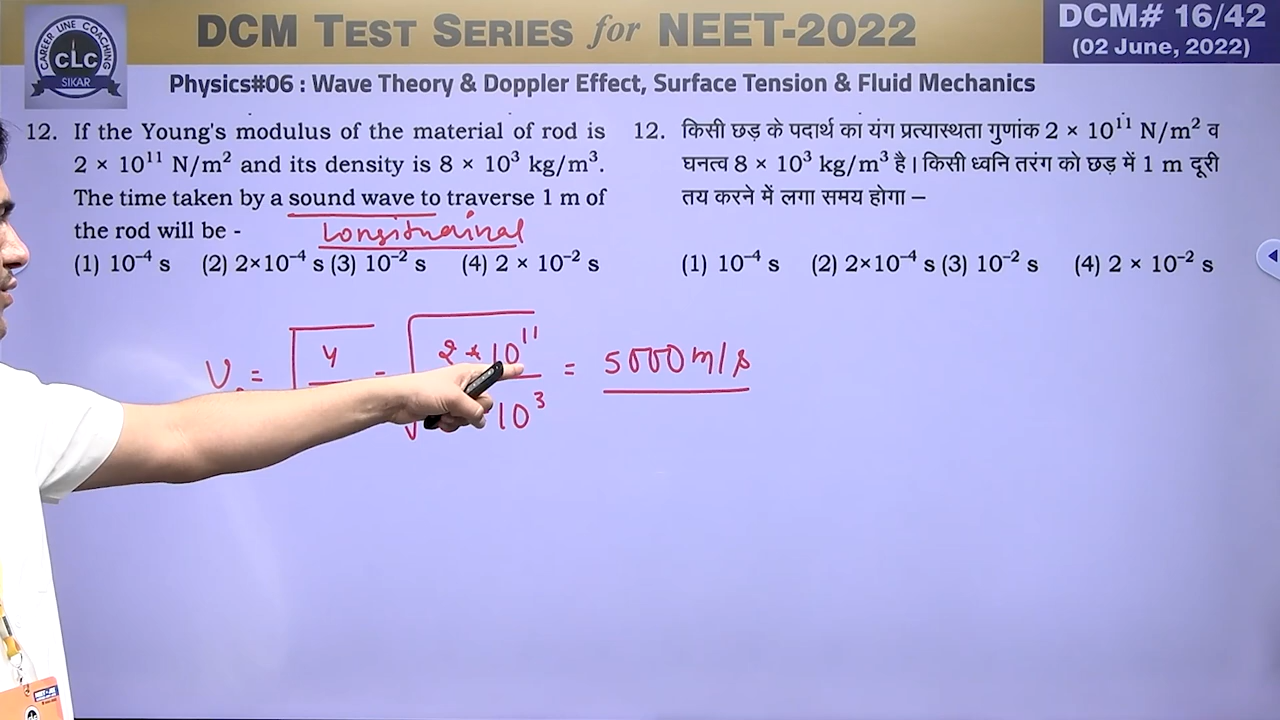 CAREER LINE COACHING
CLC
SIKAR
DCM TEST SERIES for NEET-2022
DCM# 16/42
(02 June, 2022)
Physics#06 : Wave Theory & Doppler Effect, Surface Tension & Fluid Mechanics
12. If the Young's modulus of the material of rod is
2 × 10¹¹ N/m² and its density is 8 × 10³ kg/m³.
The time taken by a sound wave to traverse 1 m of
the rod will be -
Longitudinal
(1) 10⁻⁴ s (2) 2×10⁻⁴ s (3) 10⁻² s (4) 2 × 10⁻² s
12. किसी छड़ के पदार्थ का यंग प्रत्यास्थता गुणांक 2 × 10¹¹ N/m² व
घनत्व 8 × 10³ kg/m³ है। किसी ध्वनि तरंग को छड़ में 1 m दूरी
तय करने में लगा समय होगा –
(1) 10⁻⁴ s (2) 2×10⁻⁴ s (3) 10⁻² s (4) 2 × 10⁻² s
V = √ Y = √ 2 * 10¹¹ = 5000 m/s
10³